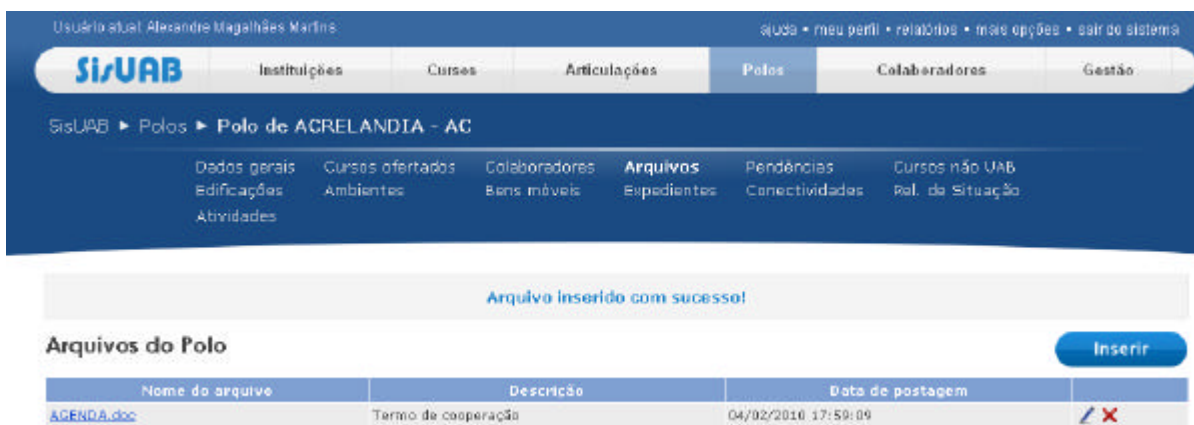 Usuário atual: Alexandre Magalhães Martins ajuda • meu perfil • relatórios • mais opções • sair do sistema
SisUAB Instituições Cursos Articulações Polos Colaboradores Gestão
SisUAB ► Polos ► Polo de ACRELANDIA - AC
Dados gerais Cursos ofertados Colaboradores Arquivos Pendências Cursos não UAB
Edificações Ambientes Bens móveis Expedientes Conectividades Rel. de Situação
Atividades
Arquivo inserido com sucesso!
Arquivos do Polo Inserir
Nome do arquivo Descrição Data de postagem
AGENDA.doc Termo de cooperação 04/02/2010 17:59:09